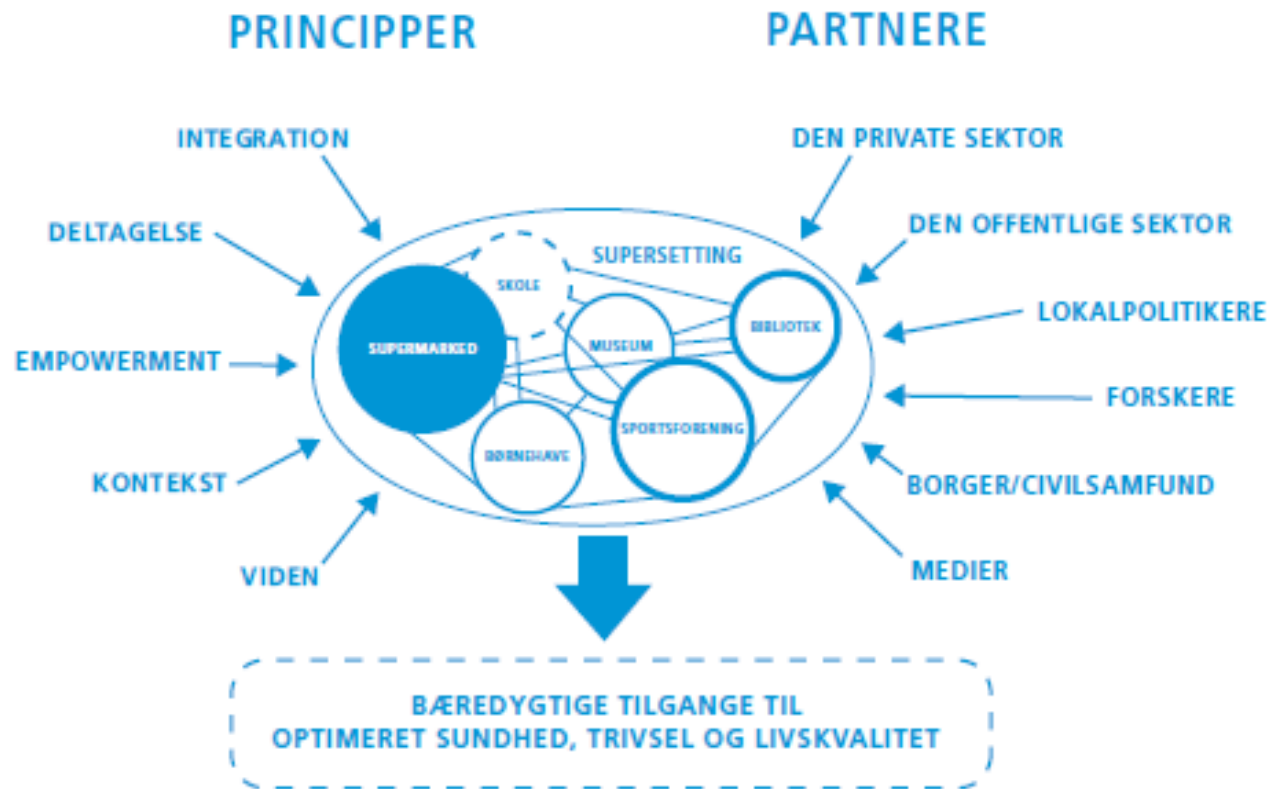 PRINCIPPER
PARTNERE
INTEGRATION
DELTAGELSE
EMPOWERMENT
KONTEKST
VIDEN
DEN PRIVATE SEKTOR
DEN OFFENTLIGE SEKTOR
LOKALPOLITIKERE
FORSKERE
BORGER/CIVILSAMFUND
MEDIER
SUPERSETTING
SKOLE
SUPERMARKED
MUSEUM
BIBLIOTEK
SPORTSFORENING
BØRNEHAVE
BÆREDYGTIGE TILGANGE TIL
OPTIMERET SUNDHED, TRIVSEL OG LIVSKVALITET